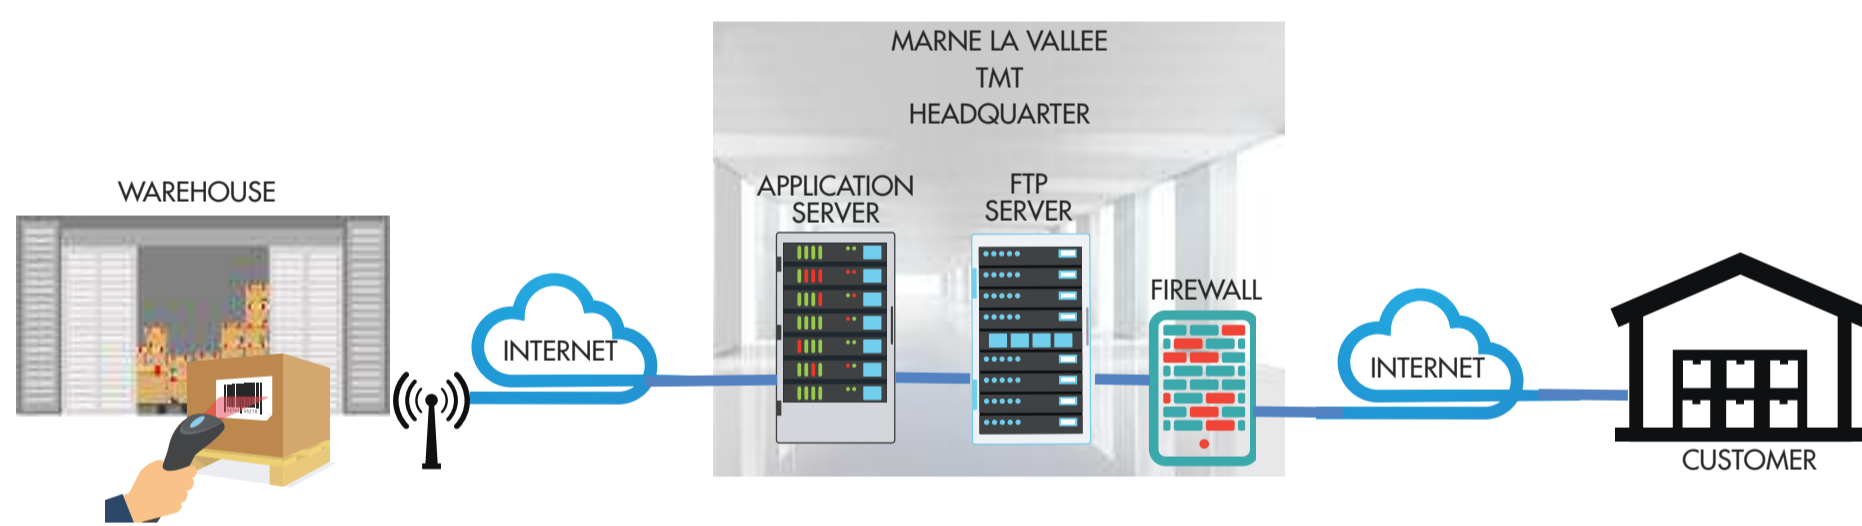 MARNE LA VALLEE
TMT
HEADQUARTER
WAREHOUSE
APPLICATION
SERVER
FTP
SERVER
FIREWALL
INTERNET
INTERNET
CUSTOMER